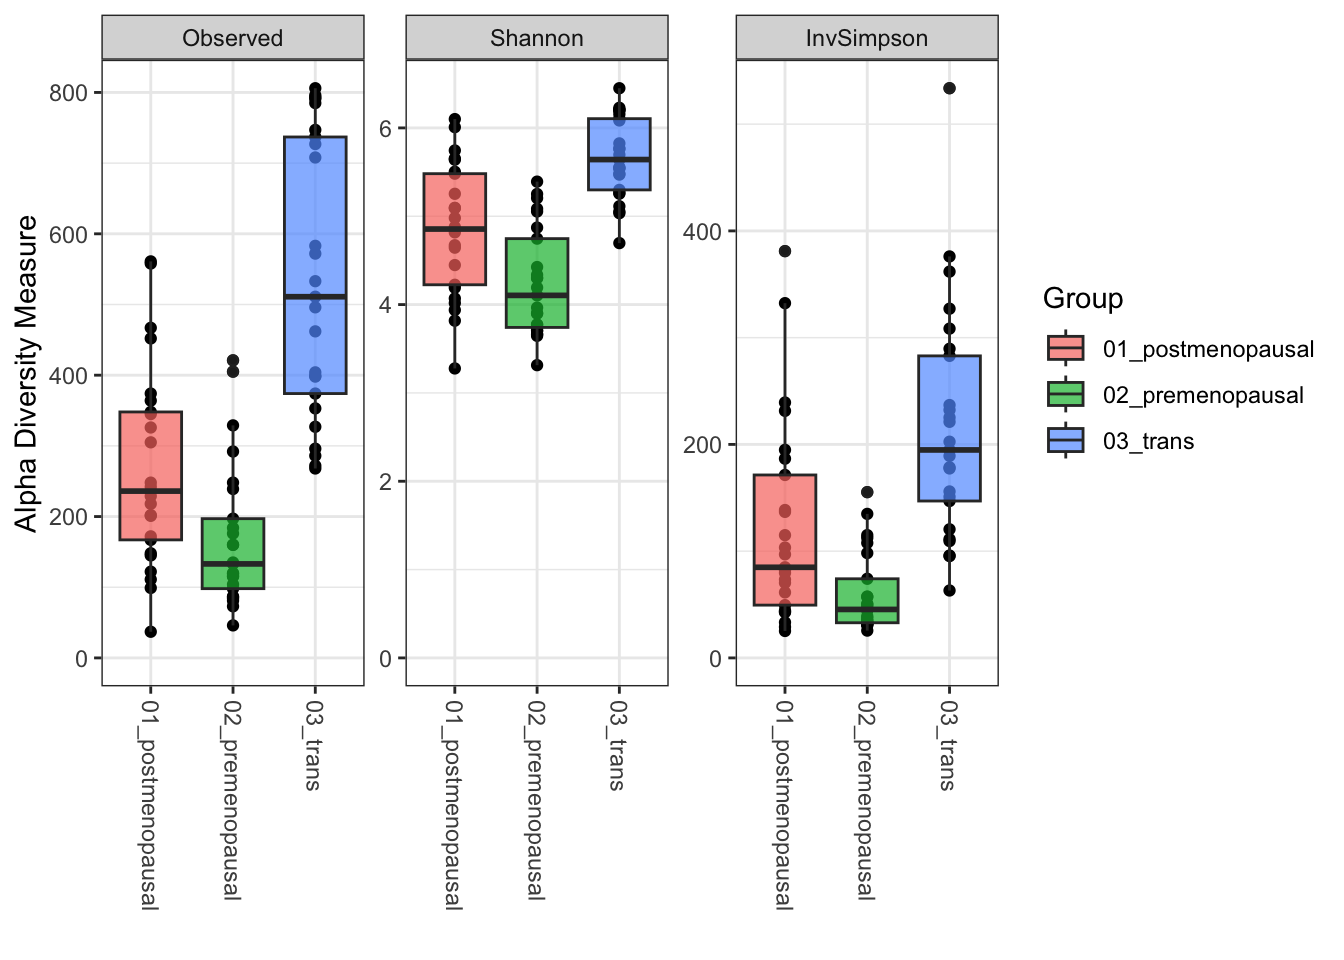 Observed
Shannon
InvSimpson
Alpha Diversity Measure
800
600
400
200
0
6
4
2
0
400
200
0
01_postmenopausal
02_premenopausal
03_trans
01_postmenopausal
02_premenopausal
03_trans
01_postmenopausal
02_premenopausal
03_trans
Group
01_postmenopausal
02_premenopausal
03_trans